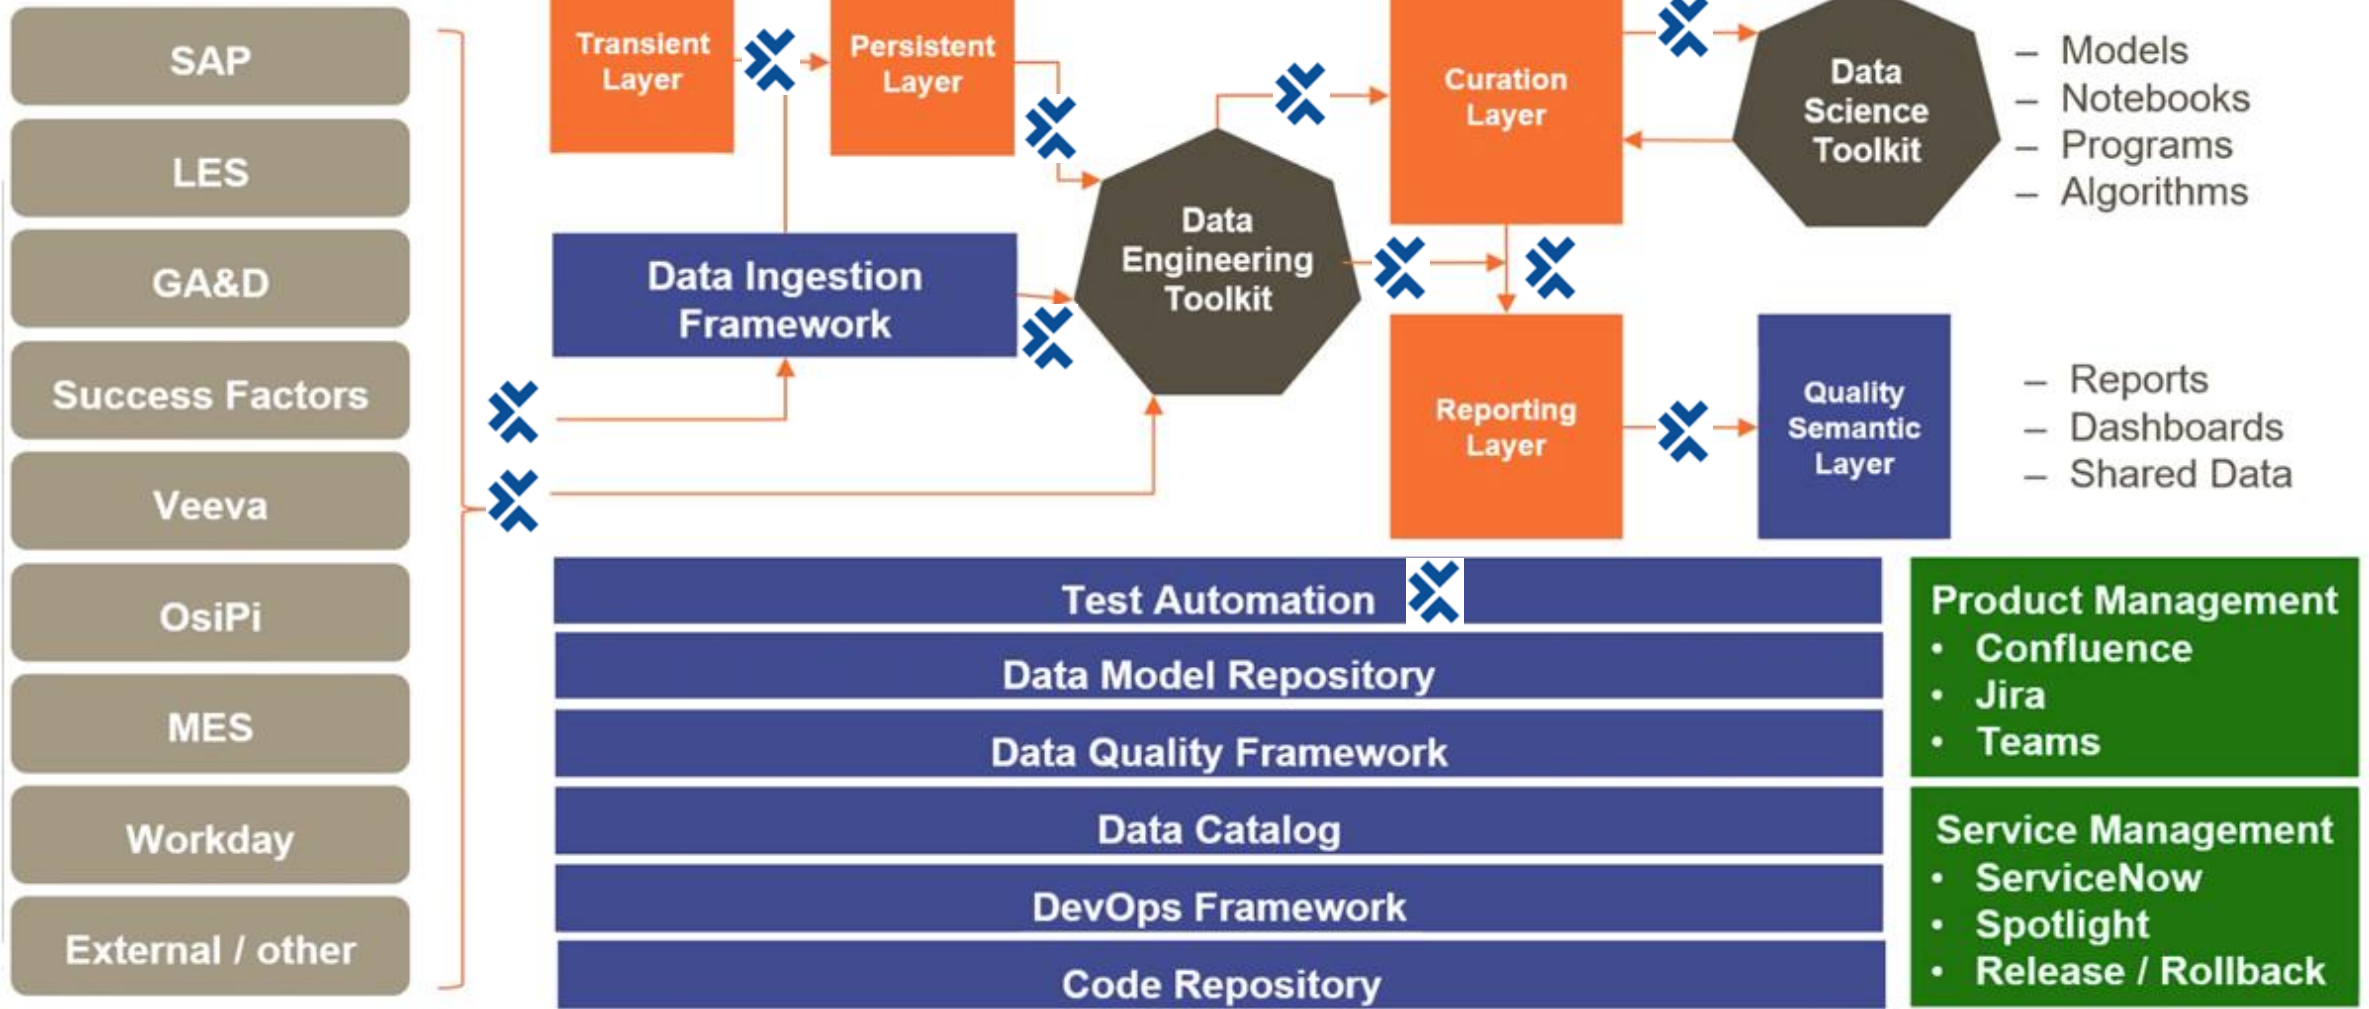 SAP
LES
GA&D
Success Factors
Veeva
OsiPi
MES
Workday
External / other
Transient
Layer
Persistent
Layer
Data Ingestion
Framework
Data
Engineering
Toolkit
Curation
Layer
Data
Science
Toolkit
– Models
– Notebooks
– Programs
– Algorithms
Reporting
Layer
Quality
Semantic
Layer
– Reports
– Dashboards
– Shared Data
Test Automation
Data Model Repository
Data Quality Framework
Data Catalog
DevOps Framework
Code Repository
Product Management
• Confluence
• Jira
• Teams
Service Management
• ServiceNow
• Spotlight
• Release / Rollback